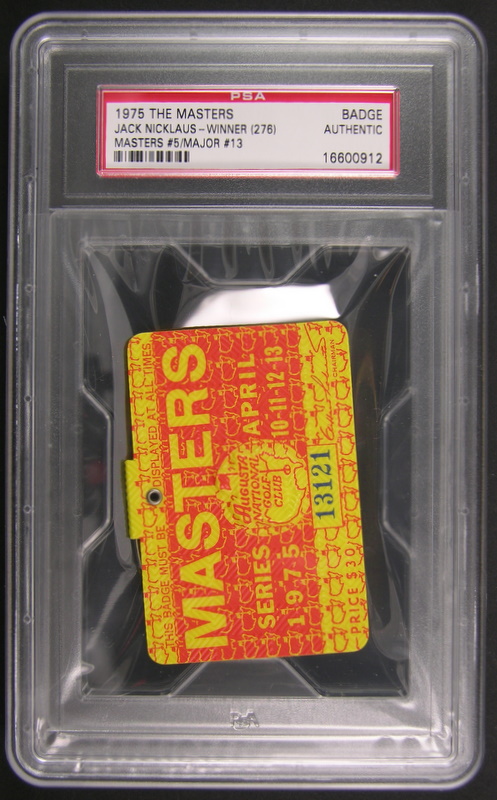 PSA
1975 THE MASTERS BADGE
JACK NICKLAUS - WINNER (276) AUTHENTIC
MASTERS #5/MAJOR #13
16600912
THIS BADGE MUST BE DISPLAYED AT ALL TIMES
MASTERS
SERIES APRIL
1975 10-11-12-13
AUGUSTA
NATIONAL
GOLF
CLUB
13121
CHAIRMAN
PRICE $30
PSA